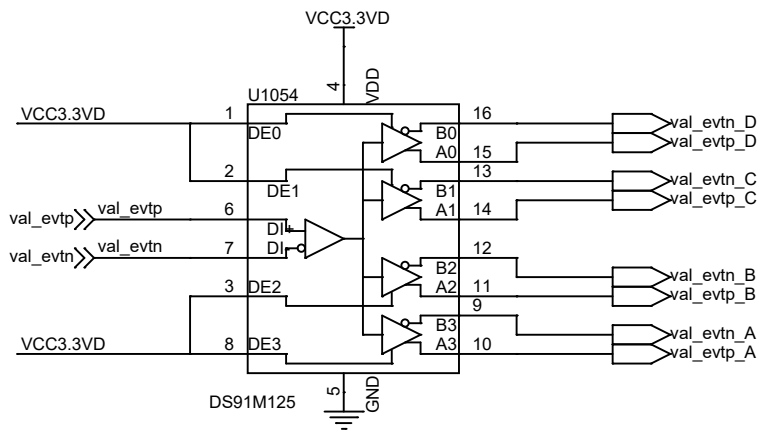 VCC3.3VD
4
VDD
U1054
VCC3.3VD
1
DE0
B0
16
val_evtn_D
A0
15
val_evtp_D
2
DE1
B1
13
val_evtn_C
A1
14
val_evtp_C
val_evtp
val_evtp
6
DI+
val_evtn
val_evtn
7
DI-
B2
12
val_evtn_B
3
DE2
A2
11
val_evtp_B
B3
9
val_evtn_A
VCC3.3VD
8
DE3
A3
10
val_evtp_A
5
GND
DS91M125